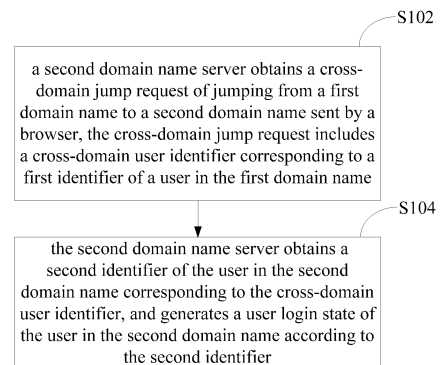 S102
a second domain name server obtains a cross-
domain jump request of jumping from a first
domain name to a second domain name sent by a
browser, the cross-domain jump request includes
a cross-domain user identifier corresponding to a
first identifier of a user in the first domain name
S104
the second domain name server obtains a
second identifier of the user in the second
domain name corresponding to the cross-domain
user identifier, and generates a user login state of
the user in the second domain name according to
the second identifier